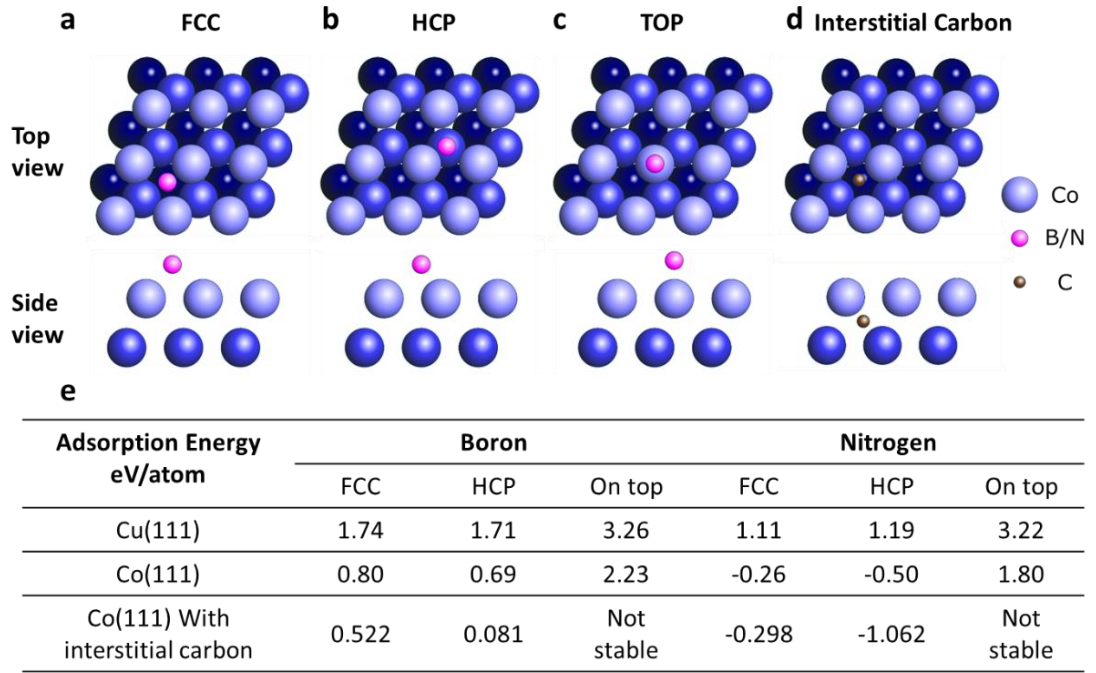 a FCC b HCP c TOP d Interstitial Carbon
Top
view
Co
B/N
C
Side
view
e
Adsorption Energy
eV/atom
Boron Nitrogen
FCC HCP On top FCC HCP On top
Cu(111) 1.74 1.71 3.26 1.11 1.19 3.22
Co(111) 0.80 0.69 2.23 -0.26 -0.50 1.80
Co(111) With
interstitial carbon
0.522 0.081 Not
stable
-0.298 -1.062 Not
stable